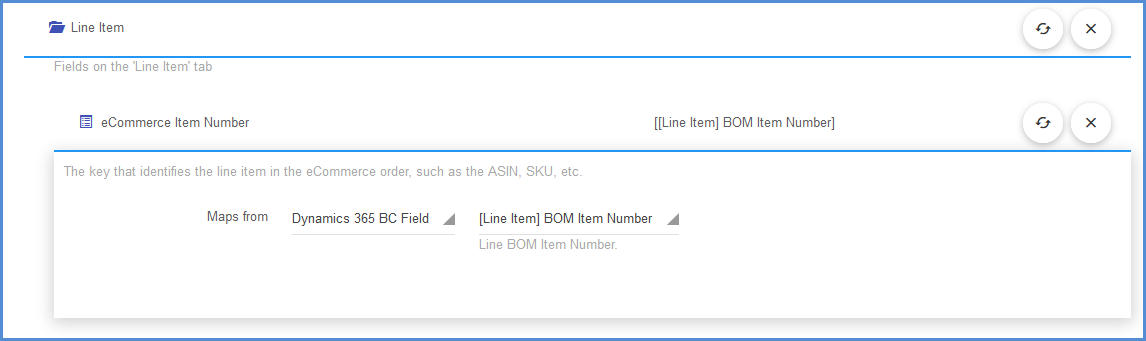 Line Item
Fields on the 'Line Item' tab
eCommerce Item Number [[Line Item] BOM Item Number]
The key that identifies the line item in the eCommerce order, such as the ASIN, SKU, etc.
Maps from Dynamics 365 BC Field [Line Item] BOM Item Number
Line BOM Item Number.